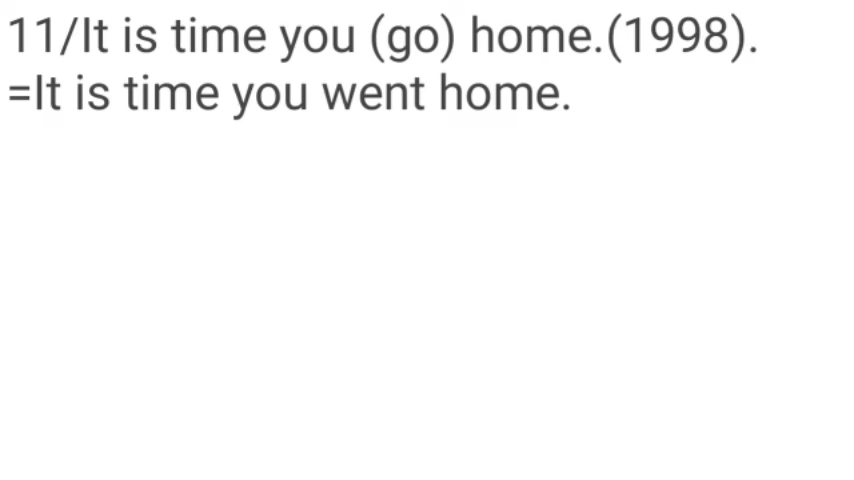 11/It is time you (go) home.(1998).
=It is time you went home.